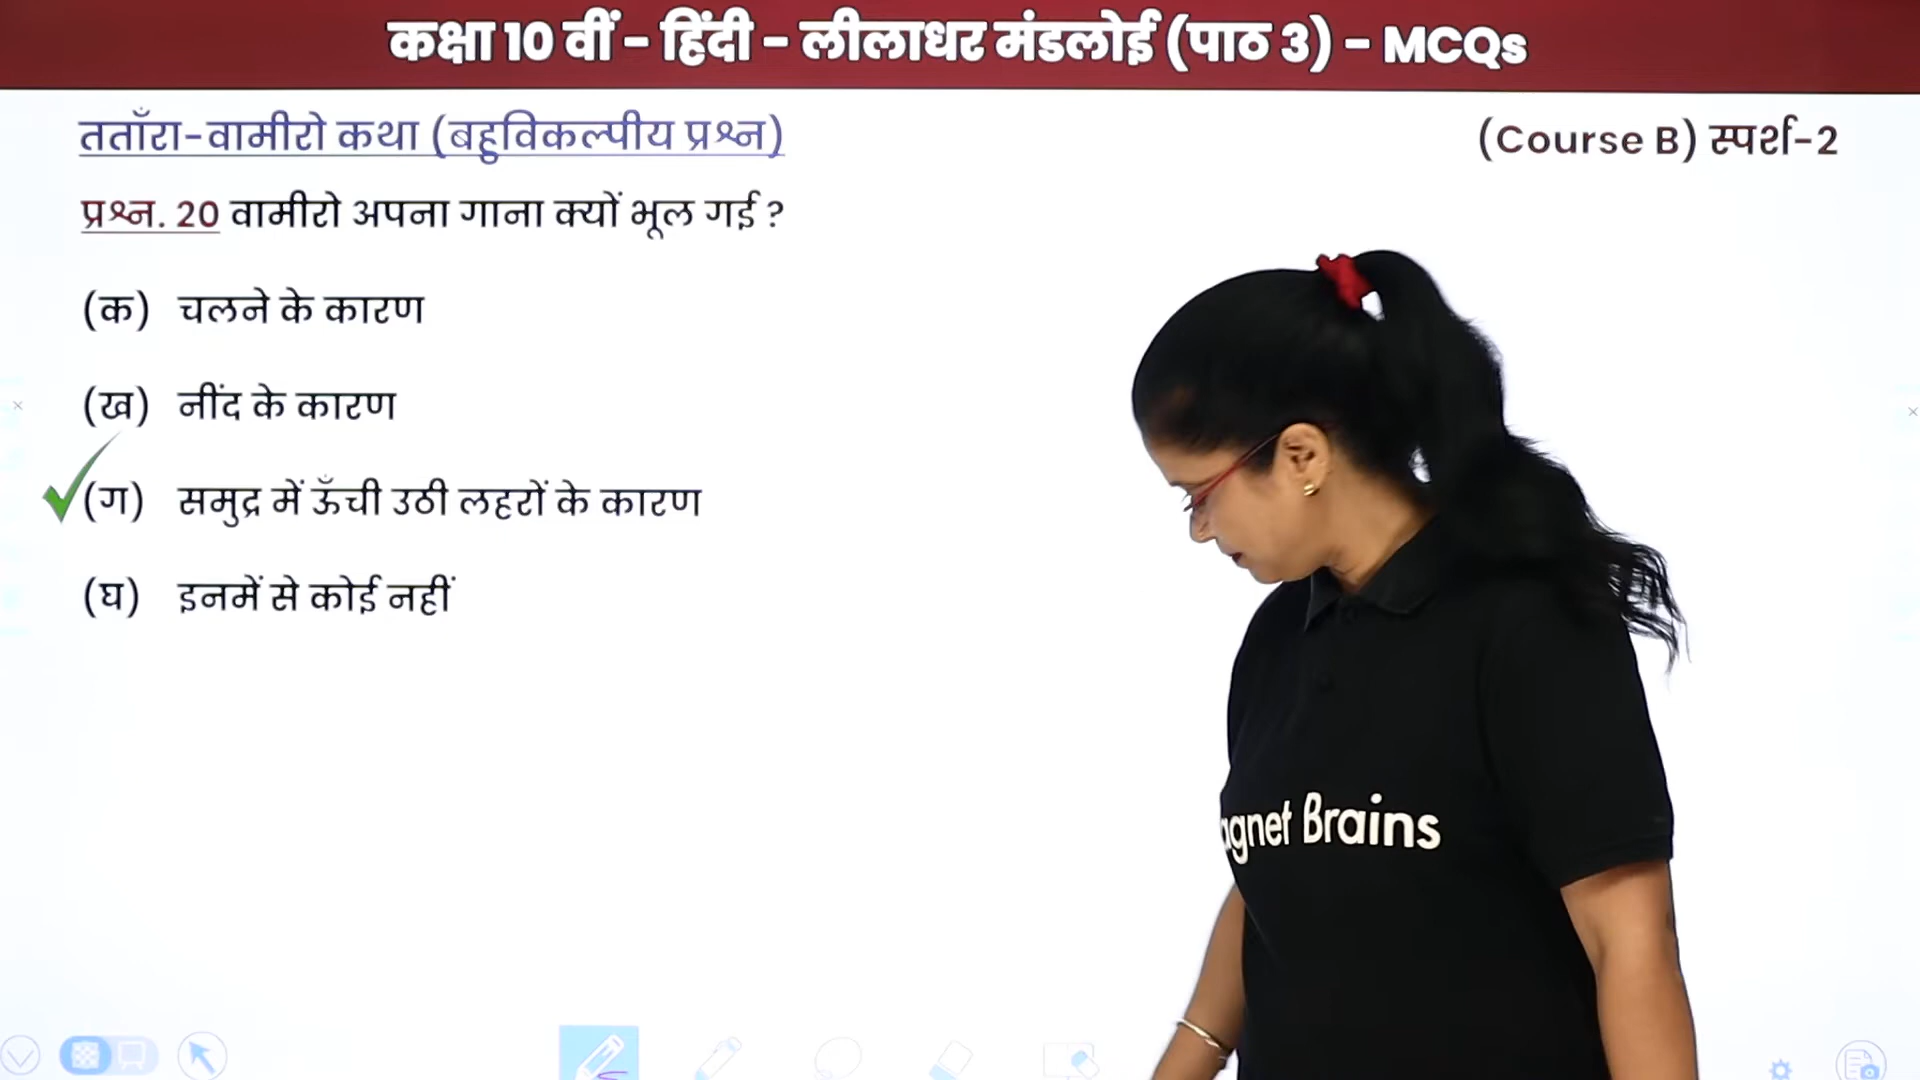 कक्षा 10 वीं - हिंदी - लीलाधर मंडलोई (पाठ 3) - MCQs
तताँरा-वामीरो कथा (बहुविकल्पीय प्रश्न)
(Course B) स्पर्श-2
प्रश्न. 20 वामीरो अपना गाना क्यों भूल गई ?
(क) चलने के कारण
(ख) नींद के कारण
(ग) समुद्र में ऊँची उठी लहरों के कारण
(घ) इनमें से कोई नहीं
agnet Brains